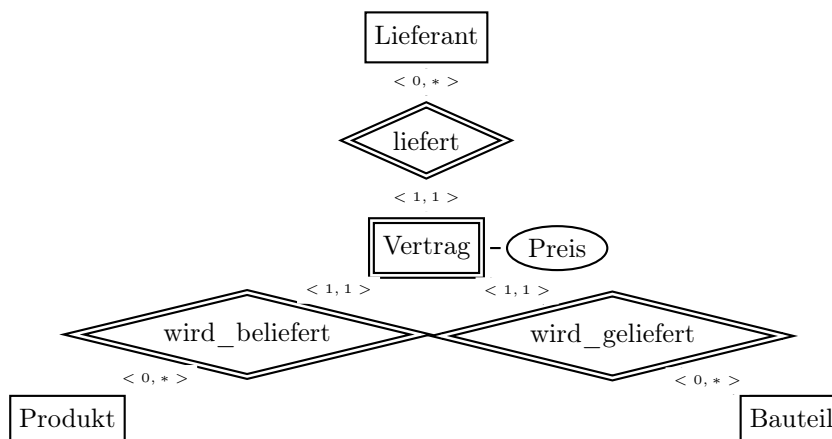 Lieferant
< 0, ∗ >
liefert
< 1, 1 >
Vertrag
Preis
< 1, 1 >
< 1, 1 >
wird_beliefert
wird_geliefert
< 0, ∗ >
< 0, ∗ >
Produkt
Bauteil